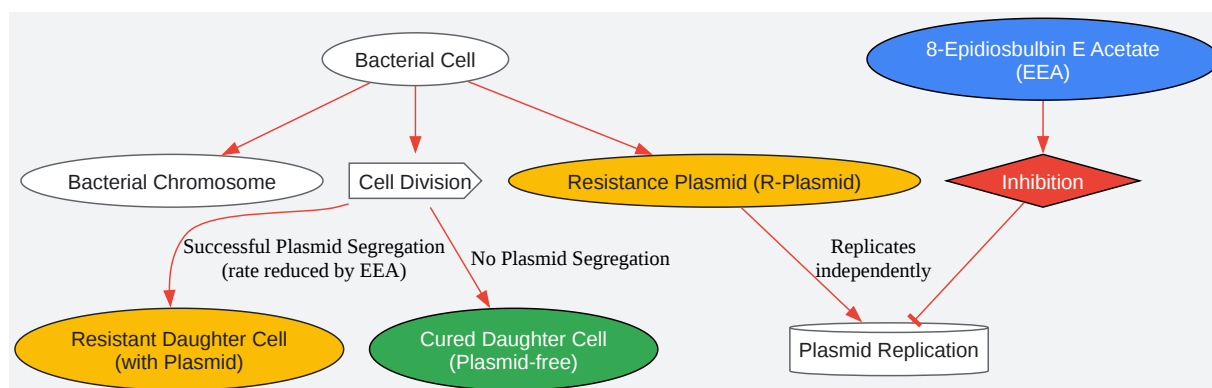 Bacterial Cell
8-Epidiosbulbin E Acetate
(EEA)
Bacterial Chromosome
Cell Division
Resistance Plasmid (R-Plasmid)
Inhibition
Successful Plasmid Segregation
(rate reduced by EEA)
No Plasmid Segregation
Replicates
independently
Resistant Daughter Cell
(with Plasmid)
Cured Daughter Cell
(Plasmid-free)
Plasmid Replication